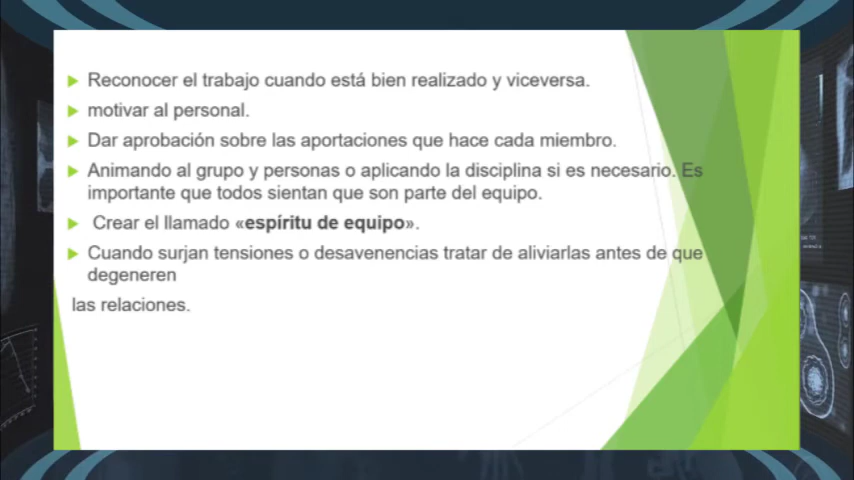 Reconocer el trabajo cuando está bien realizado y viceversa.
motivar al personal.
Dar aprobación sobre las aportaciones que hace cada miembro.
Animando al grupo y personas o aplicando la disciplina si es necesario. Es
importante que todos sientan que son parte del equipo.
Crear el llamado «espíritu de equipo».
Cuando surjan tensiones o desavenencias tratar de aliviarlas antes de que
degeneren
las relaciones.